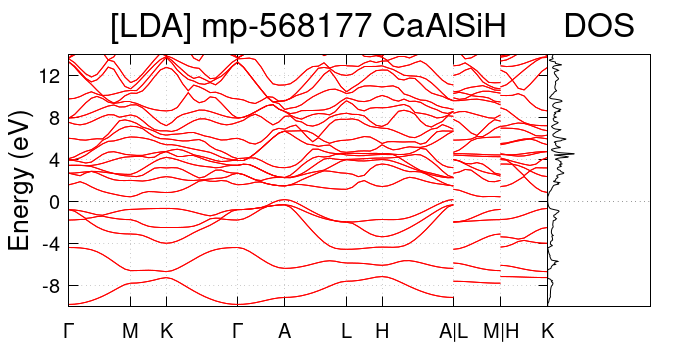 [LDA] mp-568177 CaAlSiH DOS
Energy (eV)
12
8
4
0
-4
-8
Γ M K Γ A L H A|L M|H K